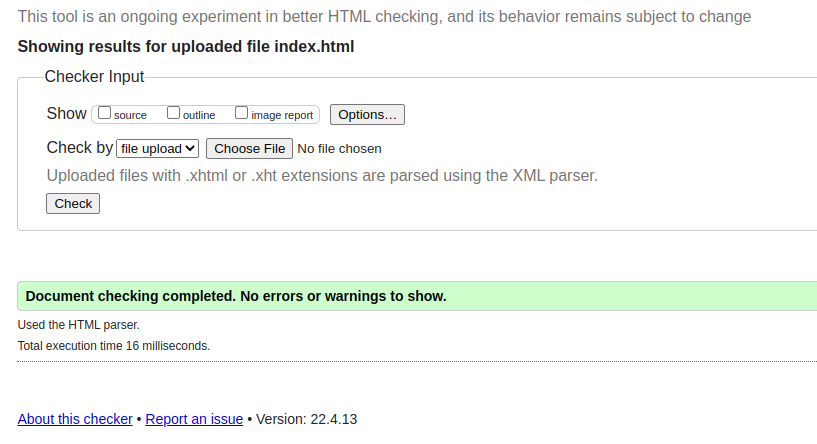 This tool is an ongoing experiment in better HTML checking, and its behavior remains subject to change
Showing results for uploaded file index.html
Checker Input
Show source outline image report Options...
Check by file upload Choose File No file chosen
Uploaded files with .xhtml or .xht extensions are parsed using the XML parser.
Check
Document checking completed. No errors or warnings to show.
Used the HTML parser.
Total execution time 16 milliseconds.
About this checker • Report an issue • Version: 22.4.13